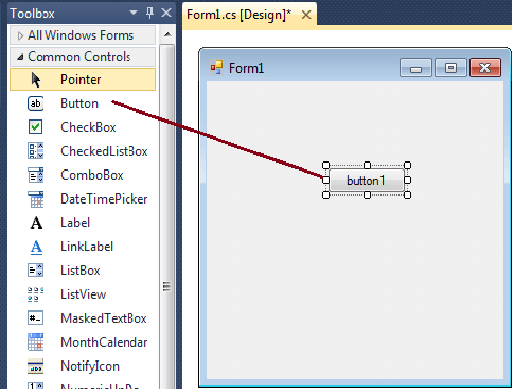 Toolbox
All Windows Forms
Common Controls
Pointer
Button
CheckBox
CheckedListBox
ComboBox
DateTimePicker
Label
LinkLabel
ListBox
ListView
MaskedTextBox
MonthCalendar
NotifyIcon
Form1.cs [Design]*
Form1
button1